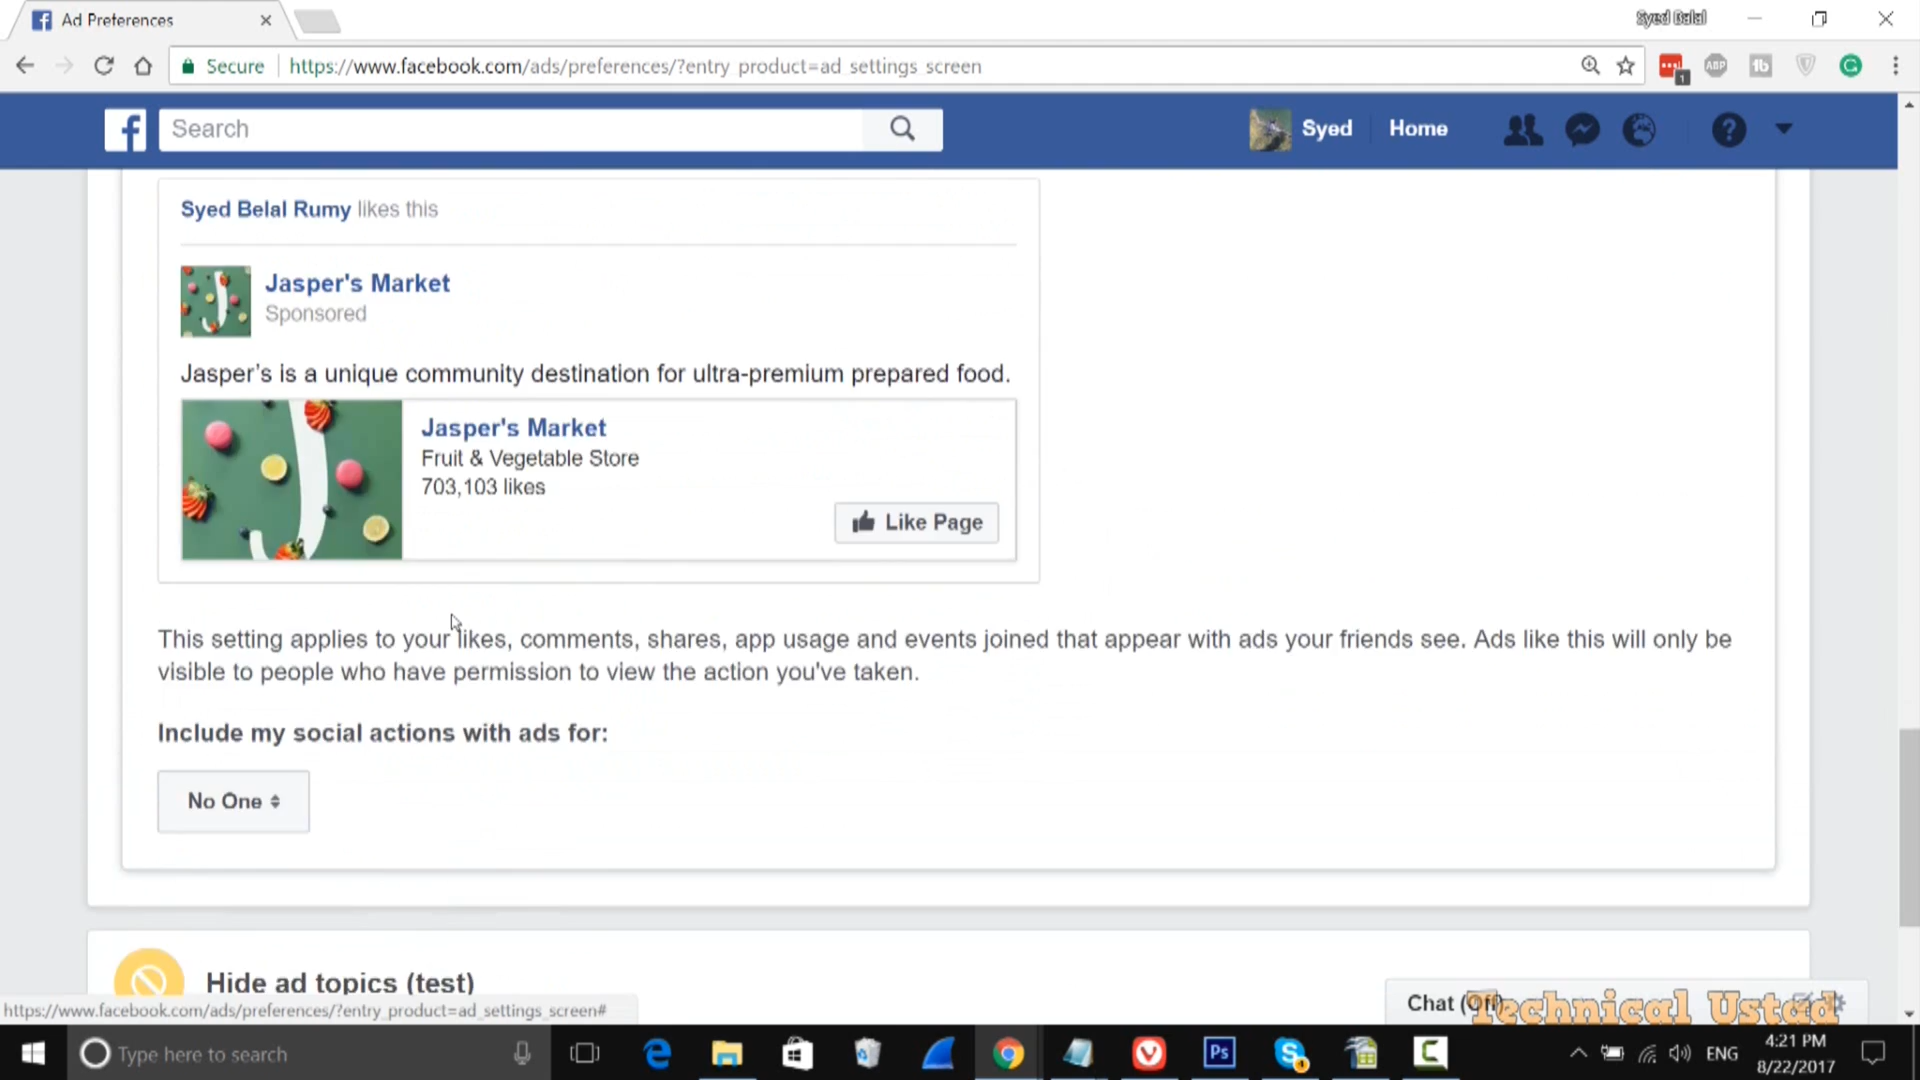 Ad Preferences
Syed Balal
Secure
https://www.facebook.com/ads/preferences/?entry_product=ad_settings_screen
1
ABP
Search
Syed
Home
Syed Belal Rumy likes this
Jasper's Market
Sponsored
Jasper’s is a unique community destination for ultra-premium prepared food.
Jasper's Market
Fruit & Vegetable Store
703,103 likes
Like Page
This setting applies to your likes, comments, shares, app usage and events joined that appear with ads your friends see. Ads like this will only be
visible to people who have permission to view the action you've taken.
Include my social actions with ads for:
No One
Hide ad topics (test)
https://www.facebook.com/ads/preferences/?entry_product=ad_settings_screen#
Chat (Off)
Technical Ustad
Type here to search
Ps
ENG
4:21 PM
8/22/2017